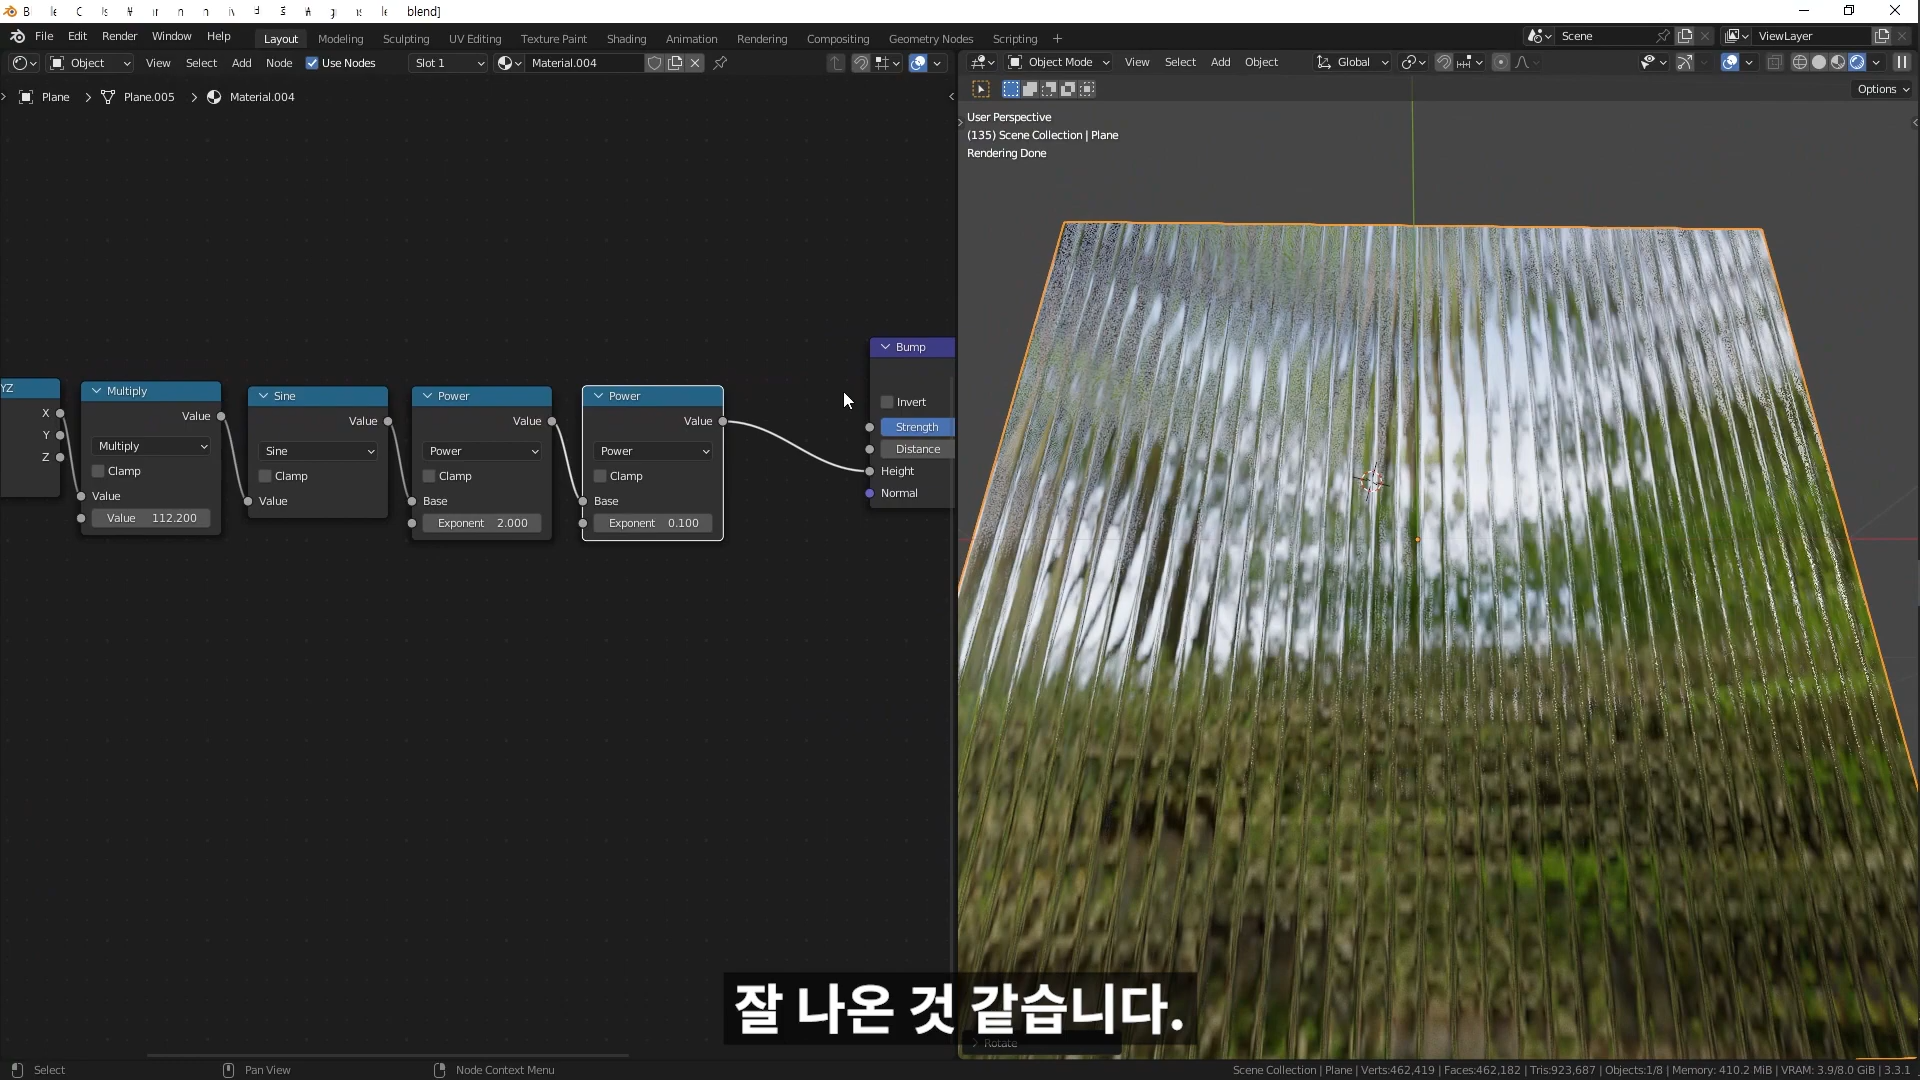 blend]
File Edit Render Window Help Layout Modeling Sculpting UV Editing Texture Paint Shading Animation Rendering Compositing Geometry Nodes Scripting + Scene ViewLayer
Object View Select Add Node Use Nodes Slot 1 Material.004
Object Mode View Select Add Object Global
Plane > Plane.005 > Material.004
Options
User Perspective
(135) Scene Collection | Plane
Rendering Done
YZ
X
Y
Z
Multiply
Value
Multiply
Clamp
Value
Value 112.200
Sine
Value
Sine
Clamp
Value
Power
Value
Power
Clamp
Base
Exponent 2.000
Power
Value
Power
Clamp
Base
Exponent 0.100
Bump
Invert
Strength
Distance
Height
Normal
잘 나온 것 같습니다.
Rotate
Select Pan View Node Context Menu
Scene Collection | Plane | Verts:462,419 | Faces:462,182 | Tris:923,687 | Objects:1/8 | Memory: 410.2 MiB | VRAM: 3.9/8.0 GiB | 3.3.1